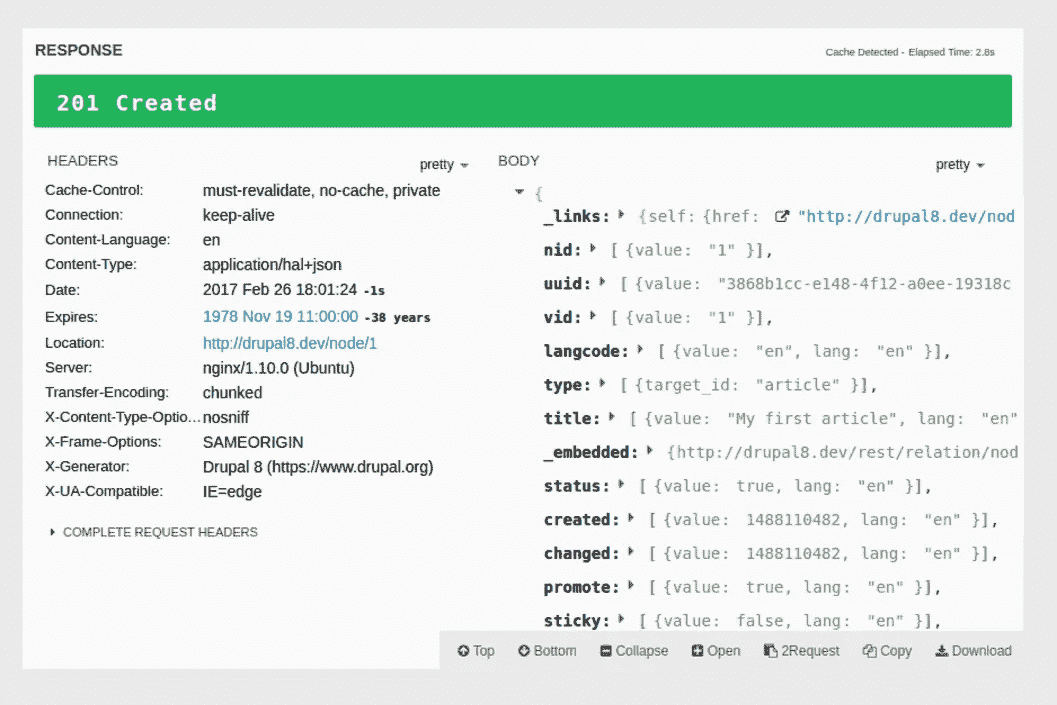 RESPONSE
Cache Detected - Elapsed Time: 2.8s
201 Created
HEADERS
pretty
Cache-Control: must-revalidate, no-cache, private
Connection: keep-alive
Content-Language: en
Content-Type: application/hal+json
Date: 2017 Feb 26 18:01:24 -1s
Expires: 1978 Nov 19 11:00:00 -38 years
Location: http://drupal8.dev/node/1
Server: nginx/1.10.0 (Ubuntu)
Transfer-Encoding: chunked
X-Content-Type-Optio... nosniff
X-Frame-Options: SAMEORIGIN
X-Generator: Drupal 8 (https://www.drupal.org)
X-UA-Compatible: IE=edge
COMPLETE REQUEST HEADERS
BODY
pretty
{
_links: {self: {href: "http://drupal8.dev/nod
nid: [ {value: "1" }],
uuid: [ {value: "3868b1cc-e148-4f12-a0ee-19318c
vid: [ {value: "1" }],
langcode: [ {value: "en", lang: "en" }],
type: [ {target_id: "article" }],
title: [ {value: "My first article", lang: "en"
_embedded: {http://drupal8.dev/rest/relation/nod
status: [ {value: true, lang: "en" }],
created: [ {value: 1488110482, lang: "en" }],
changed: [ {value: 1488110482, lang: "en" }],
promote: [ {value: true, lang: "en" }],
sticky: [ {value: false, lang: "en" }],
Top Bottom Collapse Open 2Request Copy Download